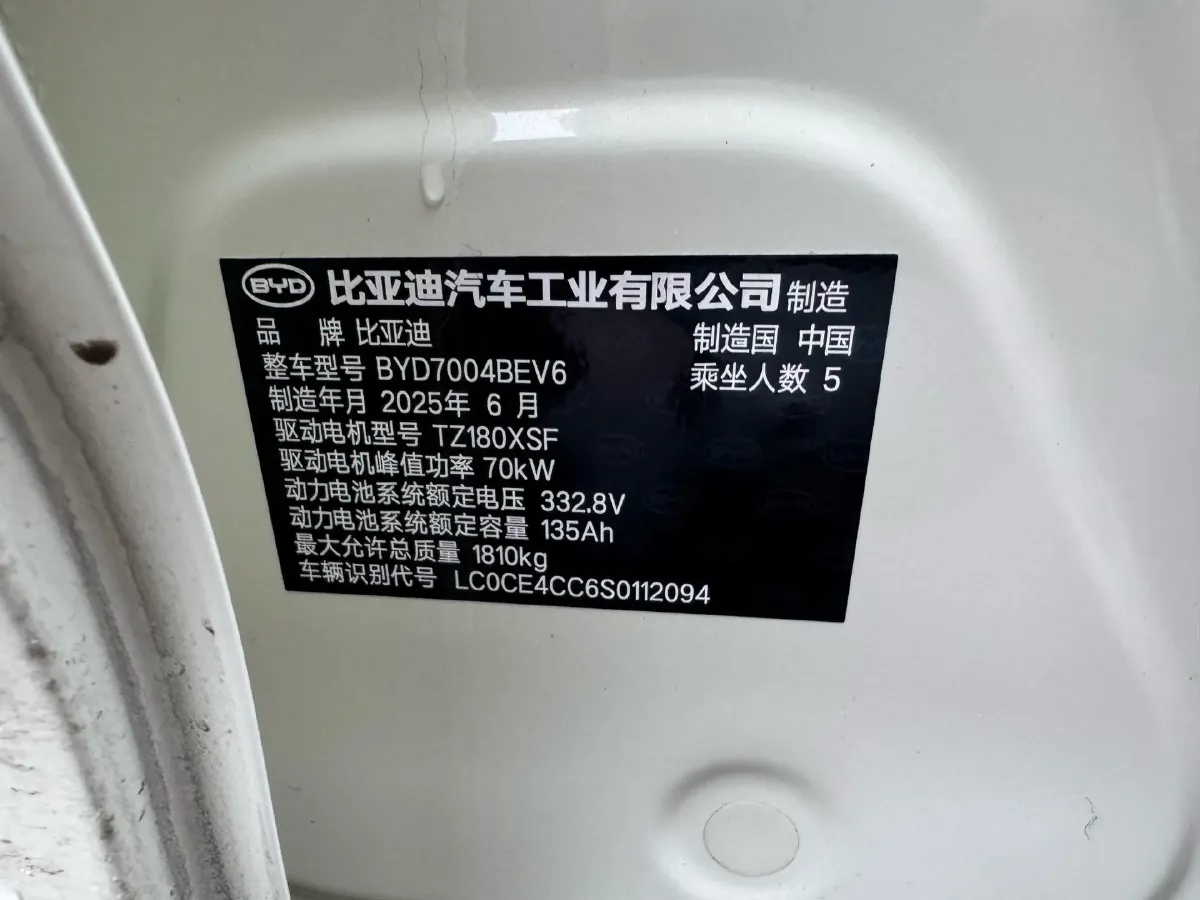 BYD 比亚迪汽车工业有限公司 制造
品 牌 比亚迪 制造国 中国
整车型号 BYD7004BEV6 乘坐人数 5
制造年月 2025年 6 月
驱动电机型号 TZ180XSF
驱动电机峰值功率 70kW
动力电池系统额定电压 332.8V
动力电池系统额定容量 135Ah
最大允许总质量 1810kg
车辆识别代号 LC0CE4CC6S0112094